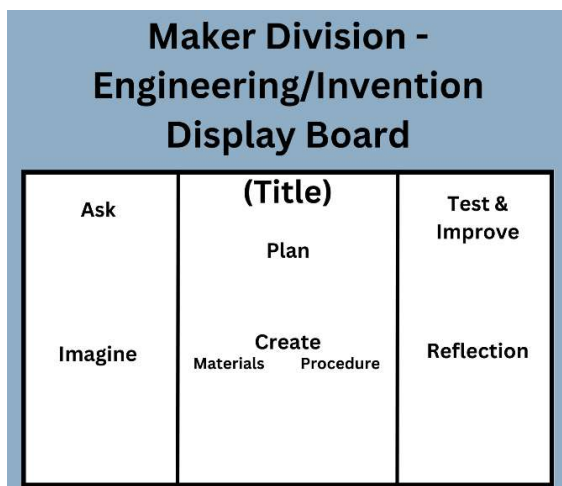 Maker Division -
Engineering/Invention
Display Board
Ask
Imagine
(Title)
Plan
Create
Materials Procedure
Test &
Improve
Reflection